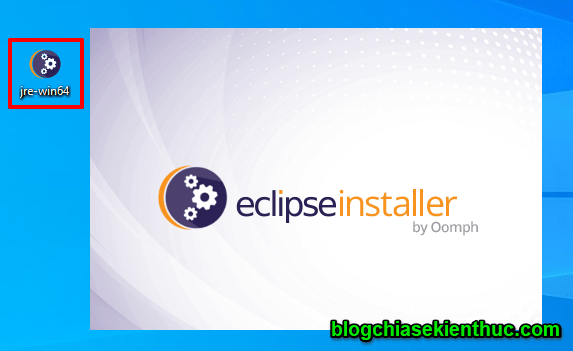 jre-win64
eclipseinstaller
by Oomph
blogchiasekienthuc.com